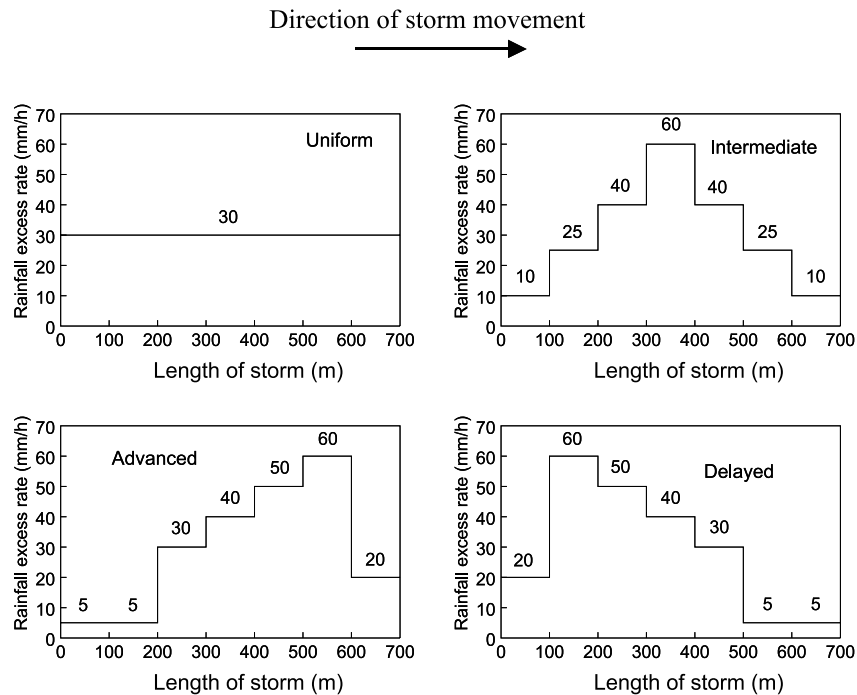 Direction of storm movement
Rainfall excess rate (mm/h)
70
60
50
40
30
20
10
0
Uniform
30
0 100 200 300 400 500 600 700
Length of storm (m)
Rainfall excess rate (mm/h)
70
60
50
40
30
20
10
0
Intermediate
10 25 40 60 40 25 10
0 100 200 300 400 500 600 700
Length of storm (m)
Rainfall excess rate (mm/h)
70
60
50
40
30
20
10
0
Advanced
5 5 30 40 50 60 20
0 100 200 300 400 500 600 700
Length of storm (m)
Rainfall excess rate (mm/h)
70
60
50
40
30
20
10
0
Delayed
20 60 50 40 30 5 5
0 100 200 300 400 500 600 700
Length of storm (m)